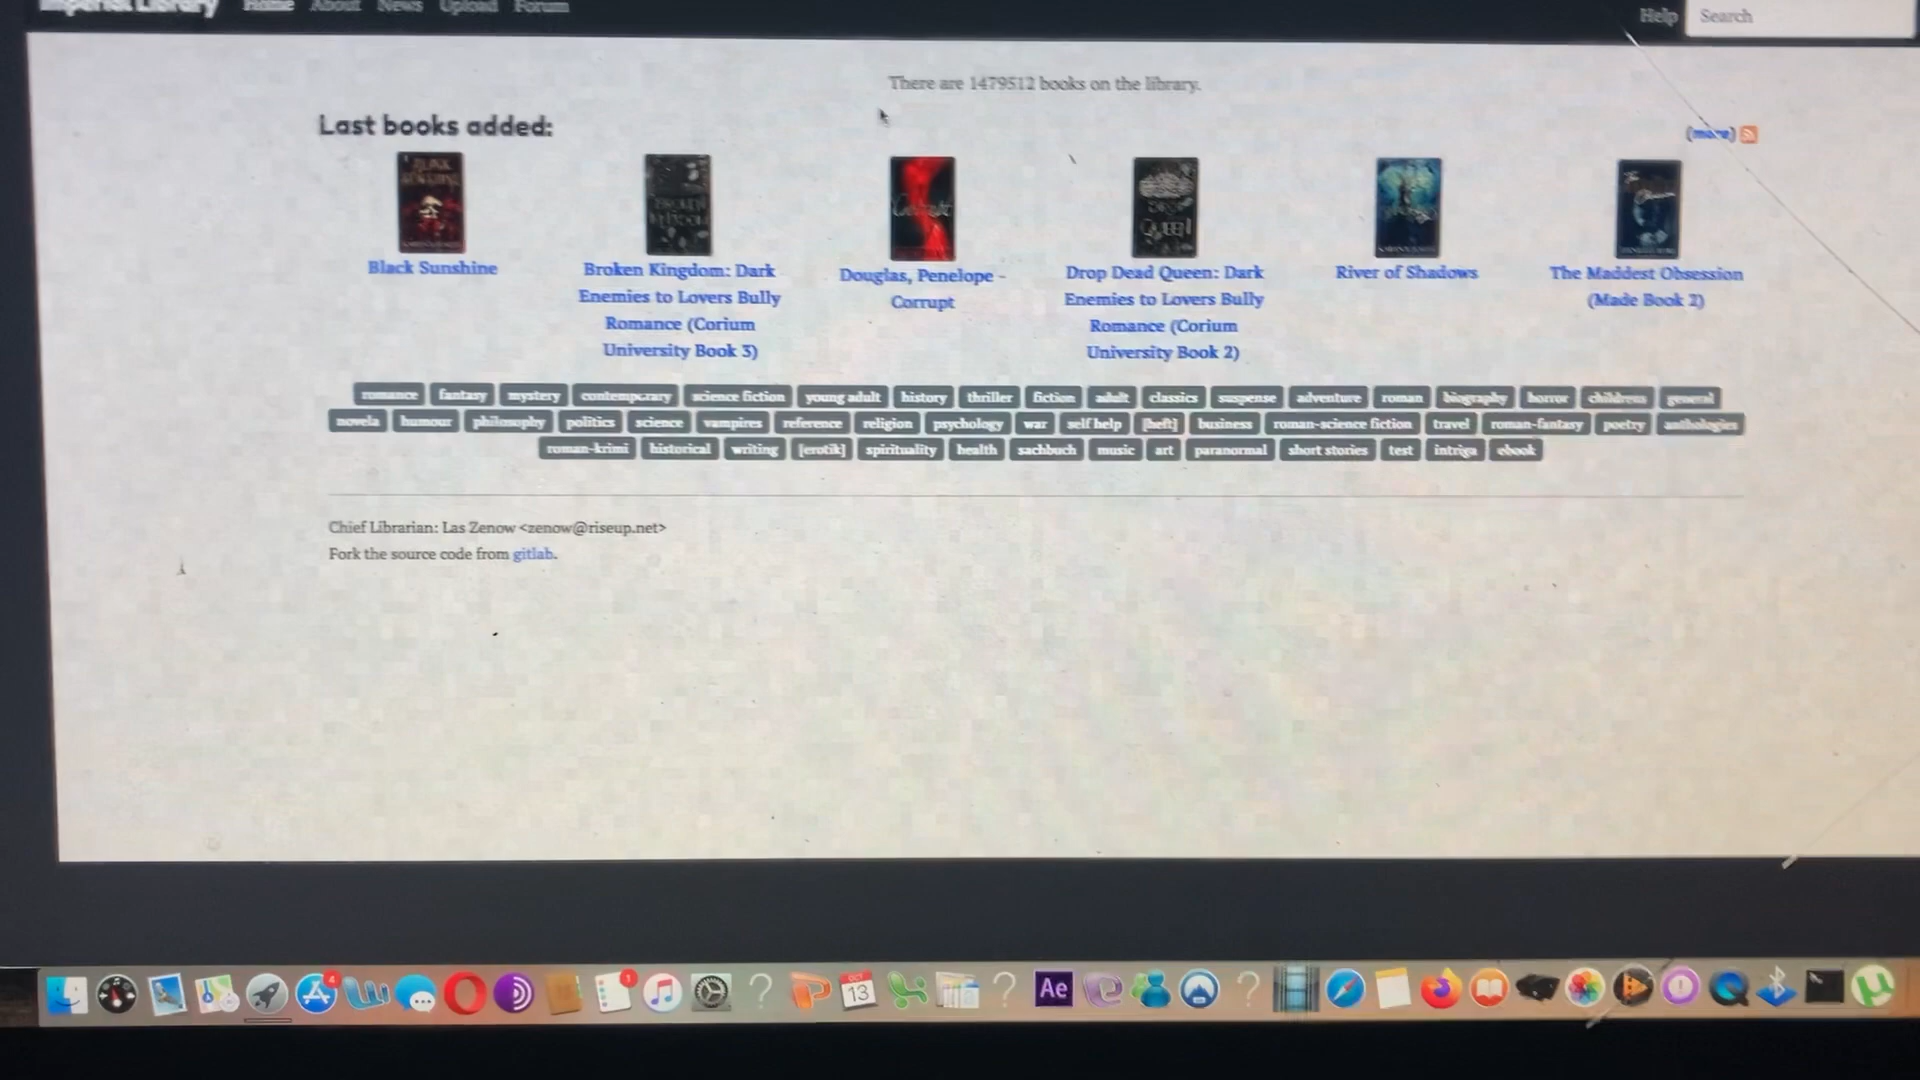 Imperial Library Home About News Upload Forum Help Search
There are 1479512 books on the library.
Last books added:
(more)
Black Sunshine
Broken Kingdom: Dark Enemies to Lovers Bully Romance (Corium University Book 3)
Douglas, Penelope - Corrupt
Drop Dead Queen: Dark Enemies to Lovers Bully Romance (Corium University Book 2)
River of Shadows
The Maddest Obsession (Made Book 2)
romance fantasy mystery contemporary science fiction young adult history thriller fiction adult classics suspense adventure roman biography horror childrens general
novela humour philosophy politics science vampires reference religion psychology war self help [heft] business roman-science fiction travel roman-fantasy poetry anthologies
roman-krimi historical writing [erotik] spirituality health sachbuch music art paranormal short stories test intriga ebook
Chief Librarian: Las Zenow <zenow@riseup.net>
Fork the source code from gitlab.
4 1 OCT 13 Ae